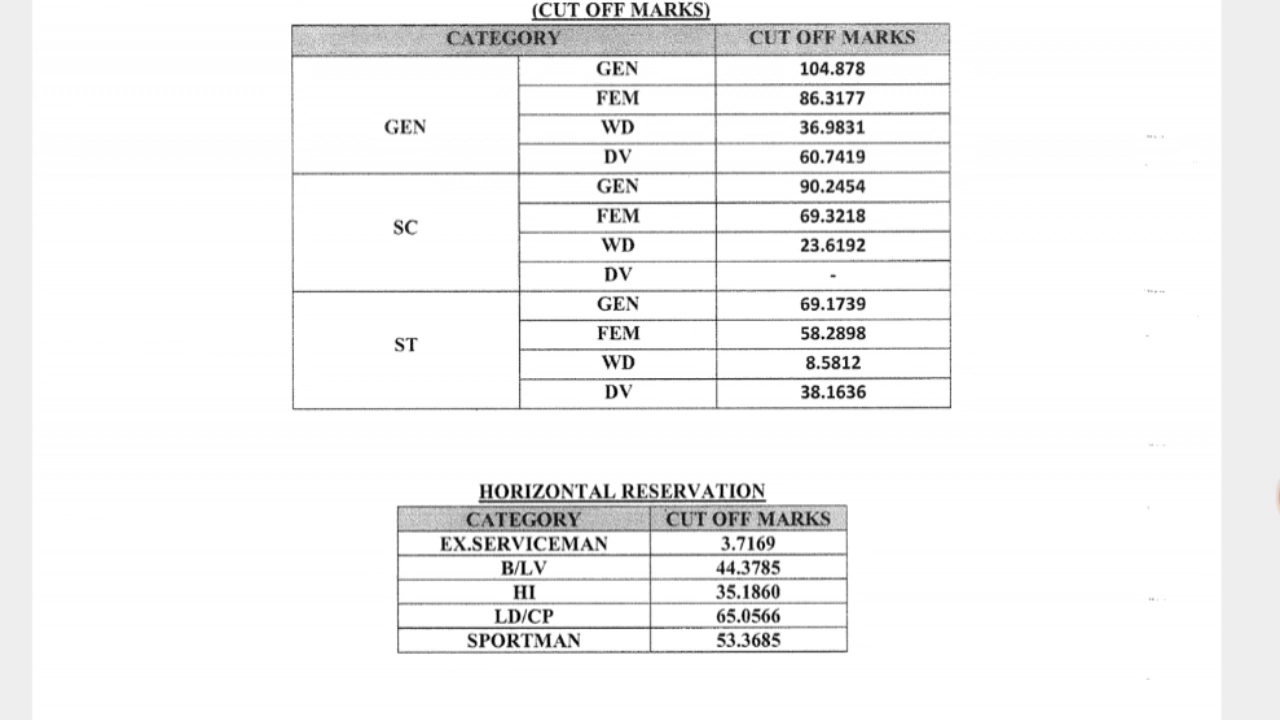 (CUT OFF MARKS)
CATEGORY CUT OFF MARKS
GEN GEN 104.878
FEM 86.3177
WD 36.9831
DV 60.7419
SC GEN 90.2454
FEM 69.3218
WD 23.6192
DV -
ST GEN 69.1739
FEM 58.2898
WD 8.5812
DV 38.1636
HORIZONTAL RESERVATION
CATEGORY CUT OFF MARKS
EX.SERVICEMAN 3.7169
B/LV 44.3785
HI 35.1860
LD/CP 65.0566
SPORTMAN 53.3685